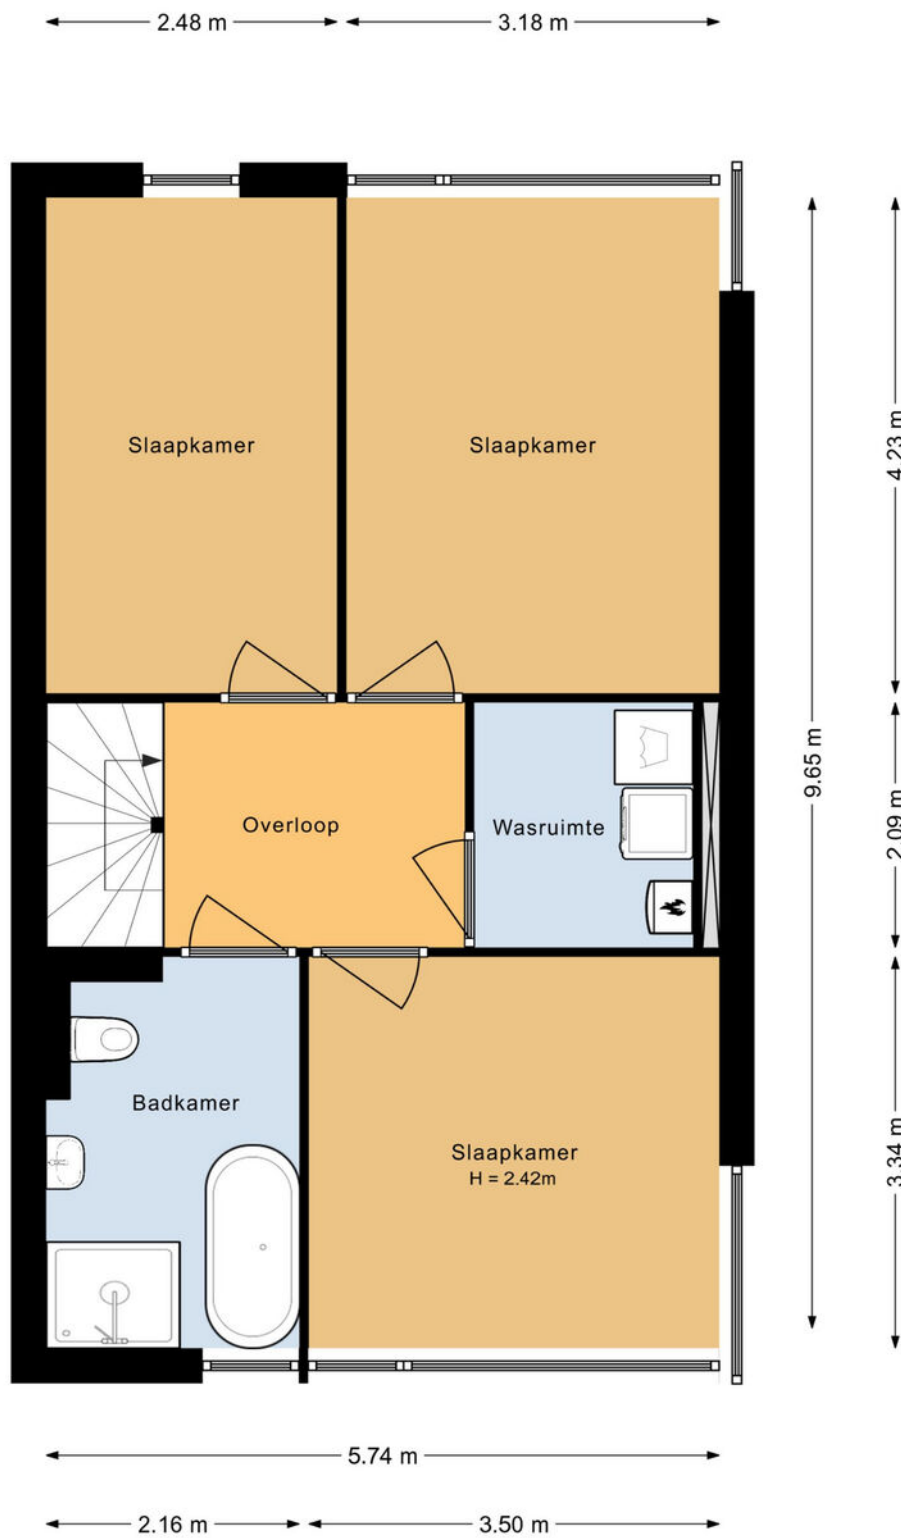 2.48 m
3.18 m
Slaapkamer
Slaapkamer
4.23 m
9.65 m
Overloop
Wasruimte
2.09 m
Badkamer
Slaapkamer
H = 2.42m
3.34 m
5.74 m
2.16 m
3.50 m